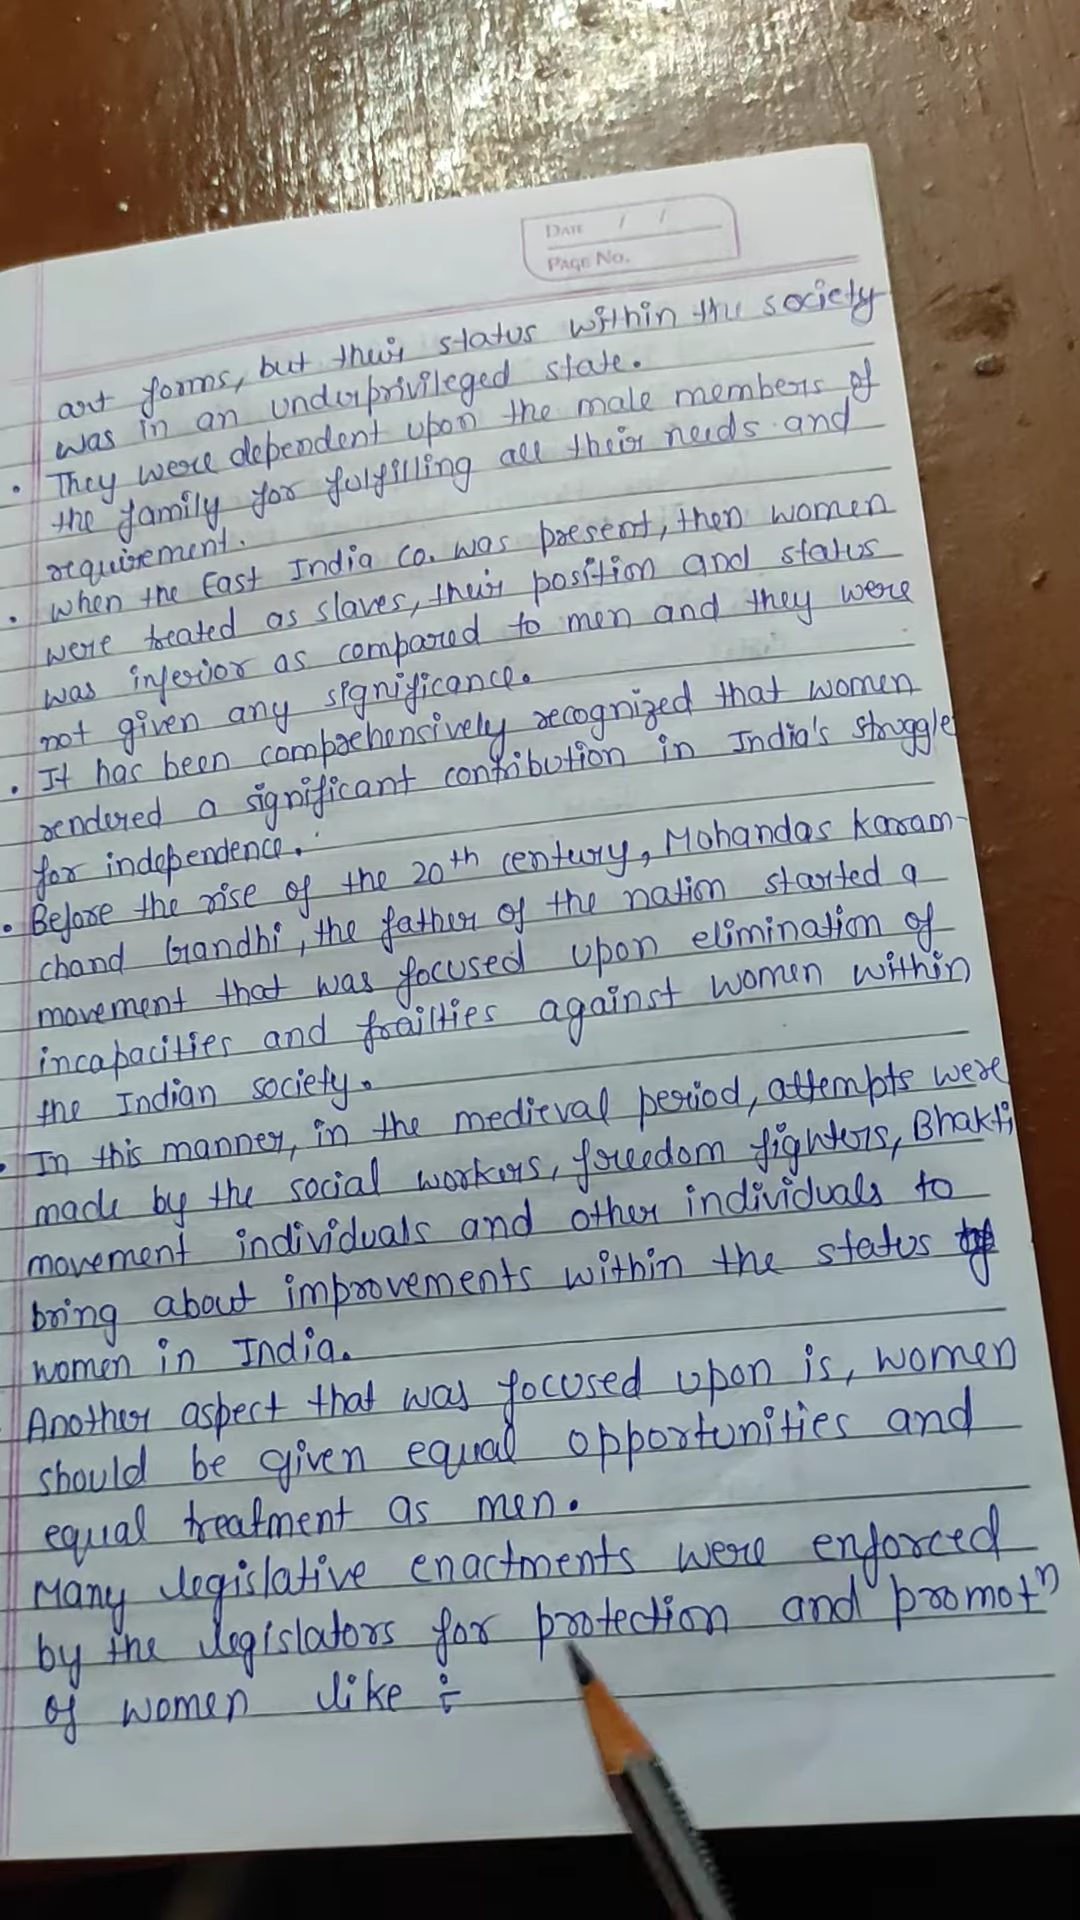 DATE / /
PAGE NO.
art forms, but their status within the society
was in an underprivileged state.
• They were dependent upon the male members of
the family for fulfilling all their needs and
requirement.
• When the East India Co. was present, then women
were treated as slaves, their position and status
was inferior as compared to men and they were
not given any significance.
• It has been comprehensively recognized that women
rendered a significant contribution in India's struggle
for independence.
• Before the rise of the 20th century, Mohandas Karam-
chand Gandhi, the father of the nation started a
movement that was focused upon elimination of
incapacities and frailties against women within
the Indian society.
• In this manner, in the medieval period, attempts were
made by the social workers, freedom fighters, Bhakti
movement individuals and other individuals to
bring about improvements within the status of
women in India.
Another aspect that was focused upon is, women
should be given equal opportunities and
equal treatment as men.
Many legislative enactments were enforced
by the legislators for protection and promotn
of women like :-